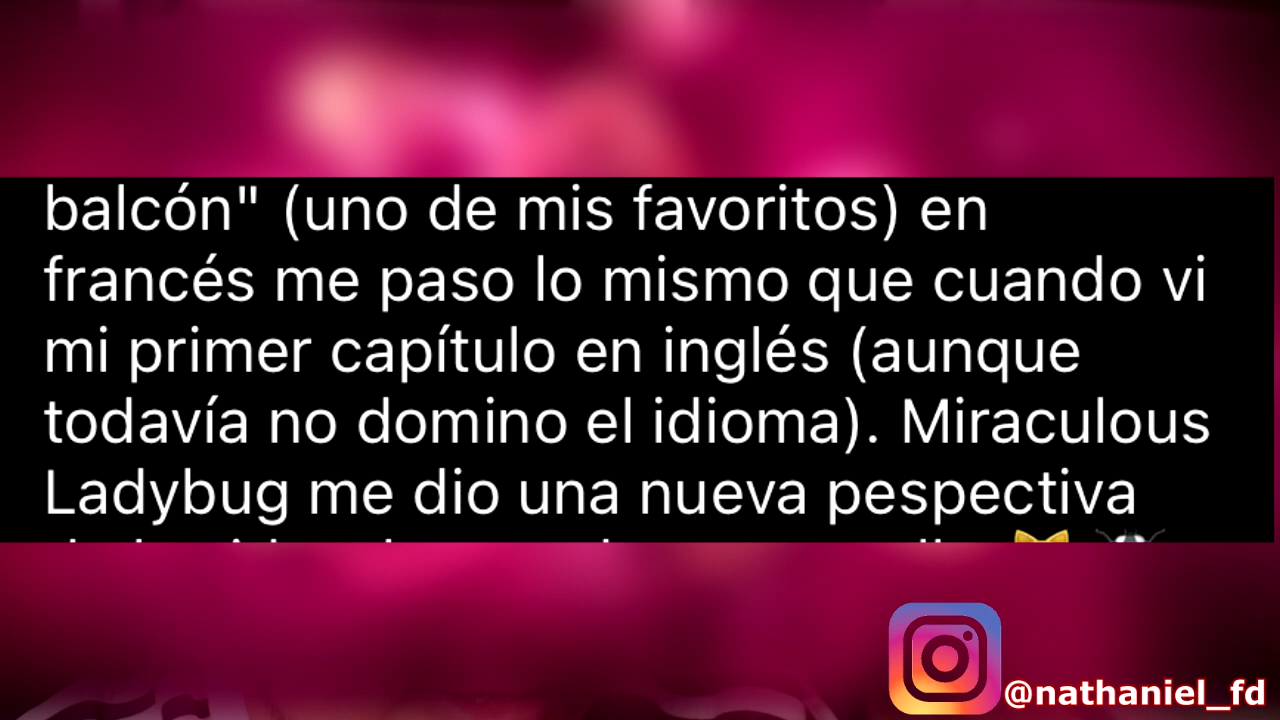 balcón" (uno de mis favoritos) en
francés me paso lo mismo que cuando vi
mi primer capítulo en inglés (aunque
todavía no domino el idioma). Miraculous
Ladybug me dio una nueva pespectiva
@nathaniel_fd